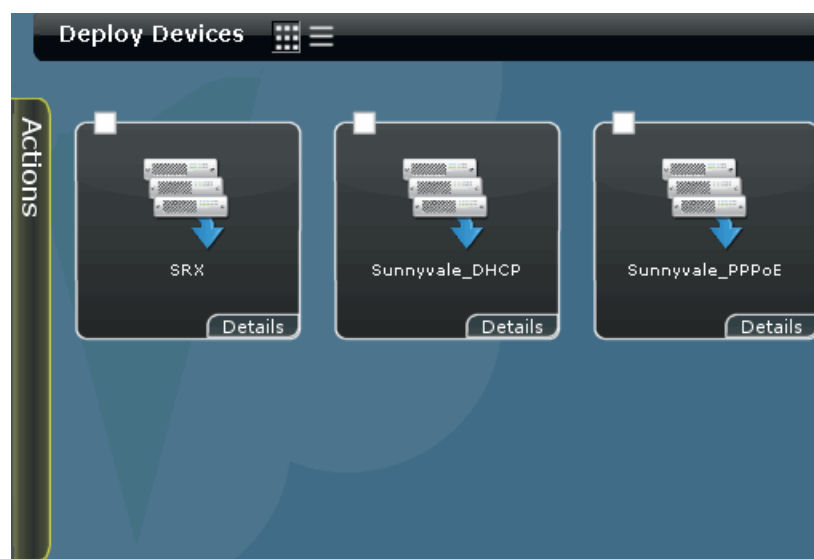 Deploy Devices
Actions
SRX
Details
Sunnyvale_DHCP
Details
Sunnyvale_PPPoE
Details